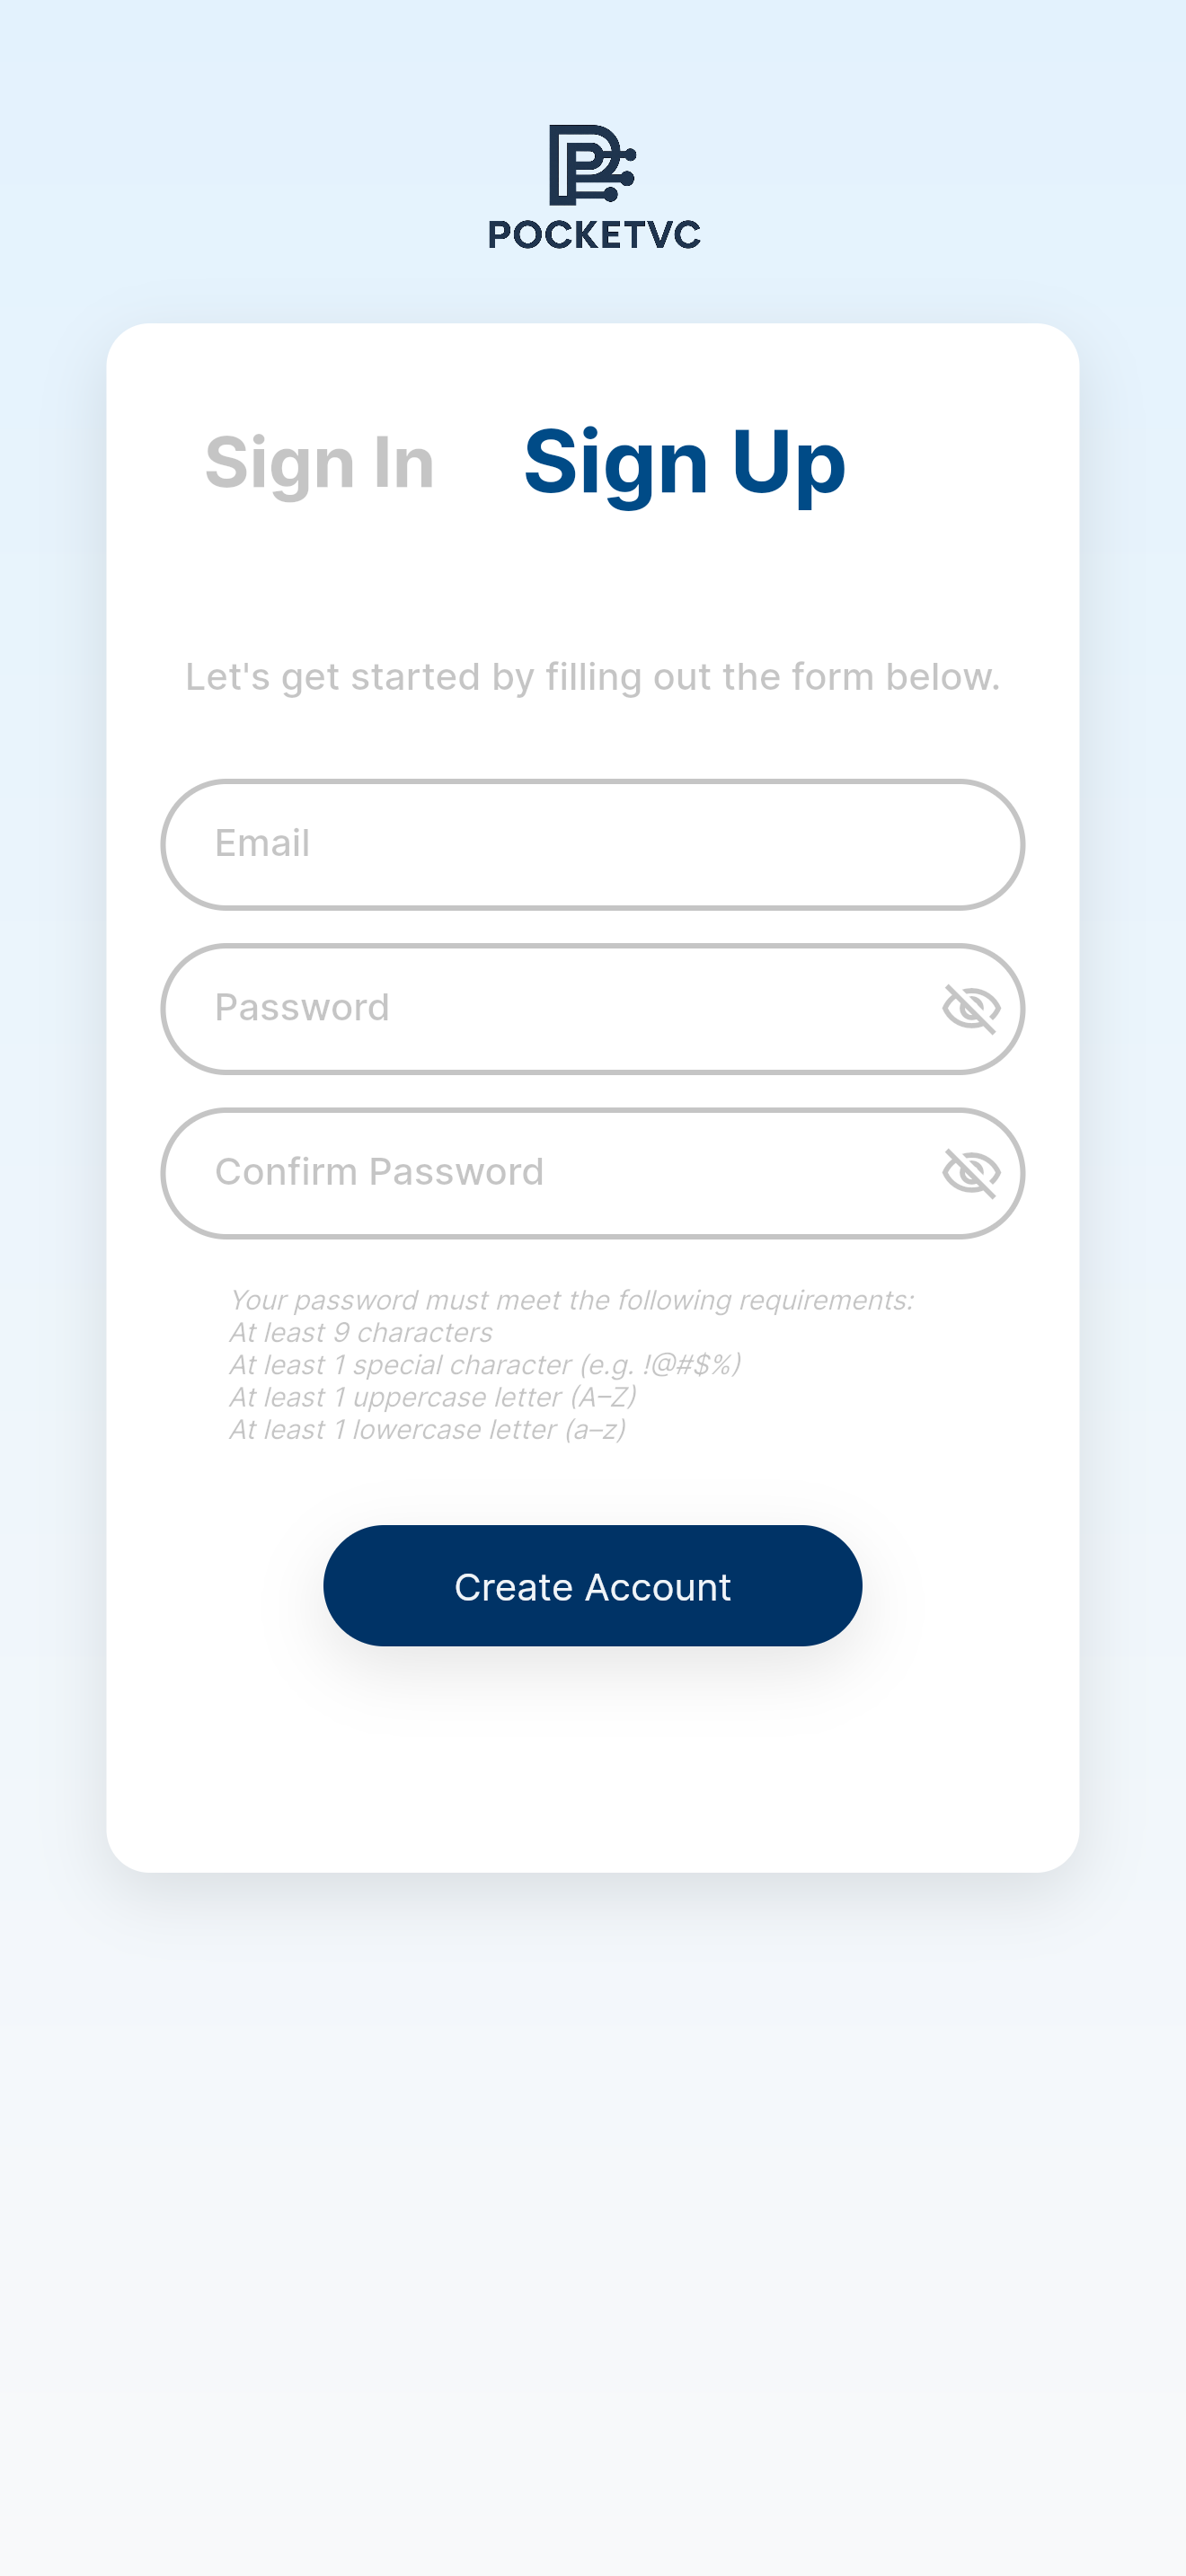 POCKETVC
Sign In Sign Up
Let's get started by filling out the form below.
Email
Password
Confirm Password
Your password must meet the following requirements:
At least 9 characters
At least 1 special character (e.g. !@#$%)
At least 1 uppercase letter (A–Z)
At least 1 lowercase letter (a–z)
Create Account